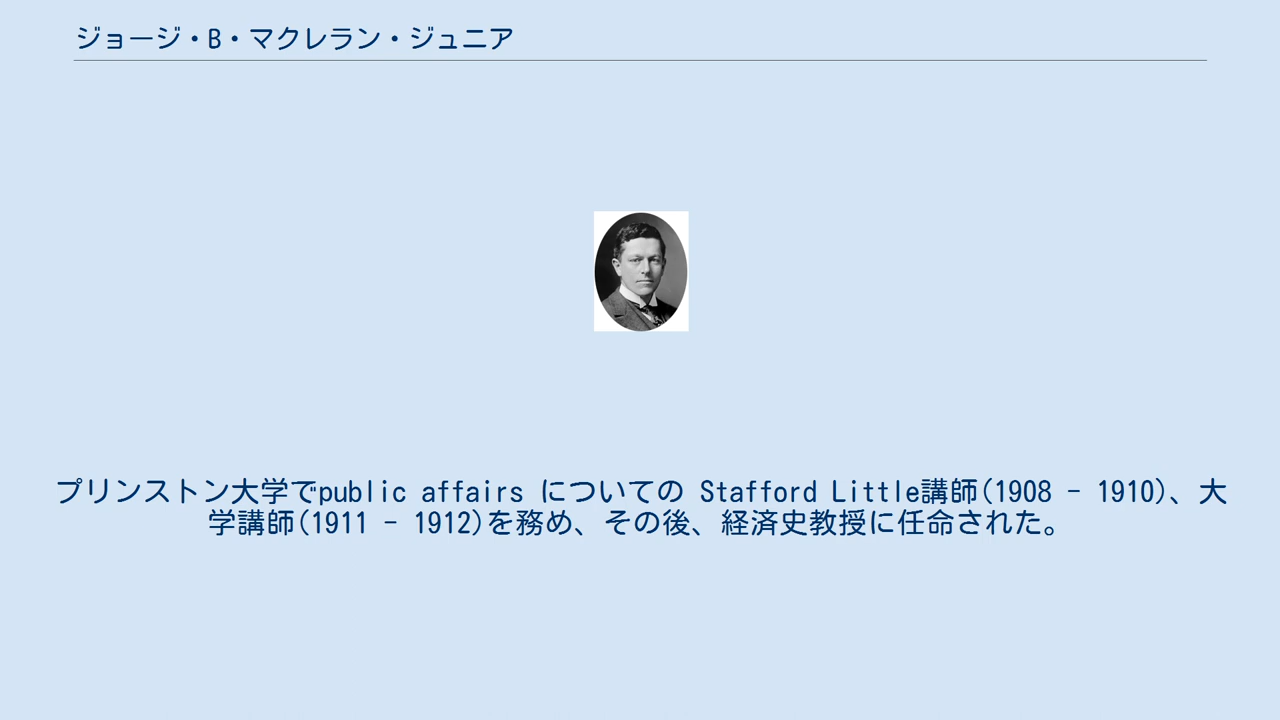 ジョージ・B・マクレラン・ジュニア
プリンストン大学でpublic affairs についての Stafford Little講師(1908 - 1910)、大
学講師(1911 - 1912)を務め、その後、経済史教授に任命された。